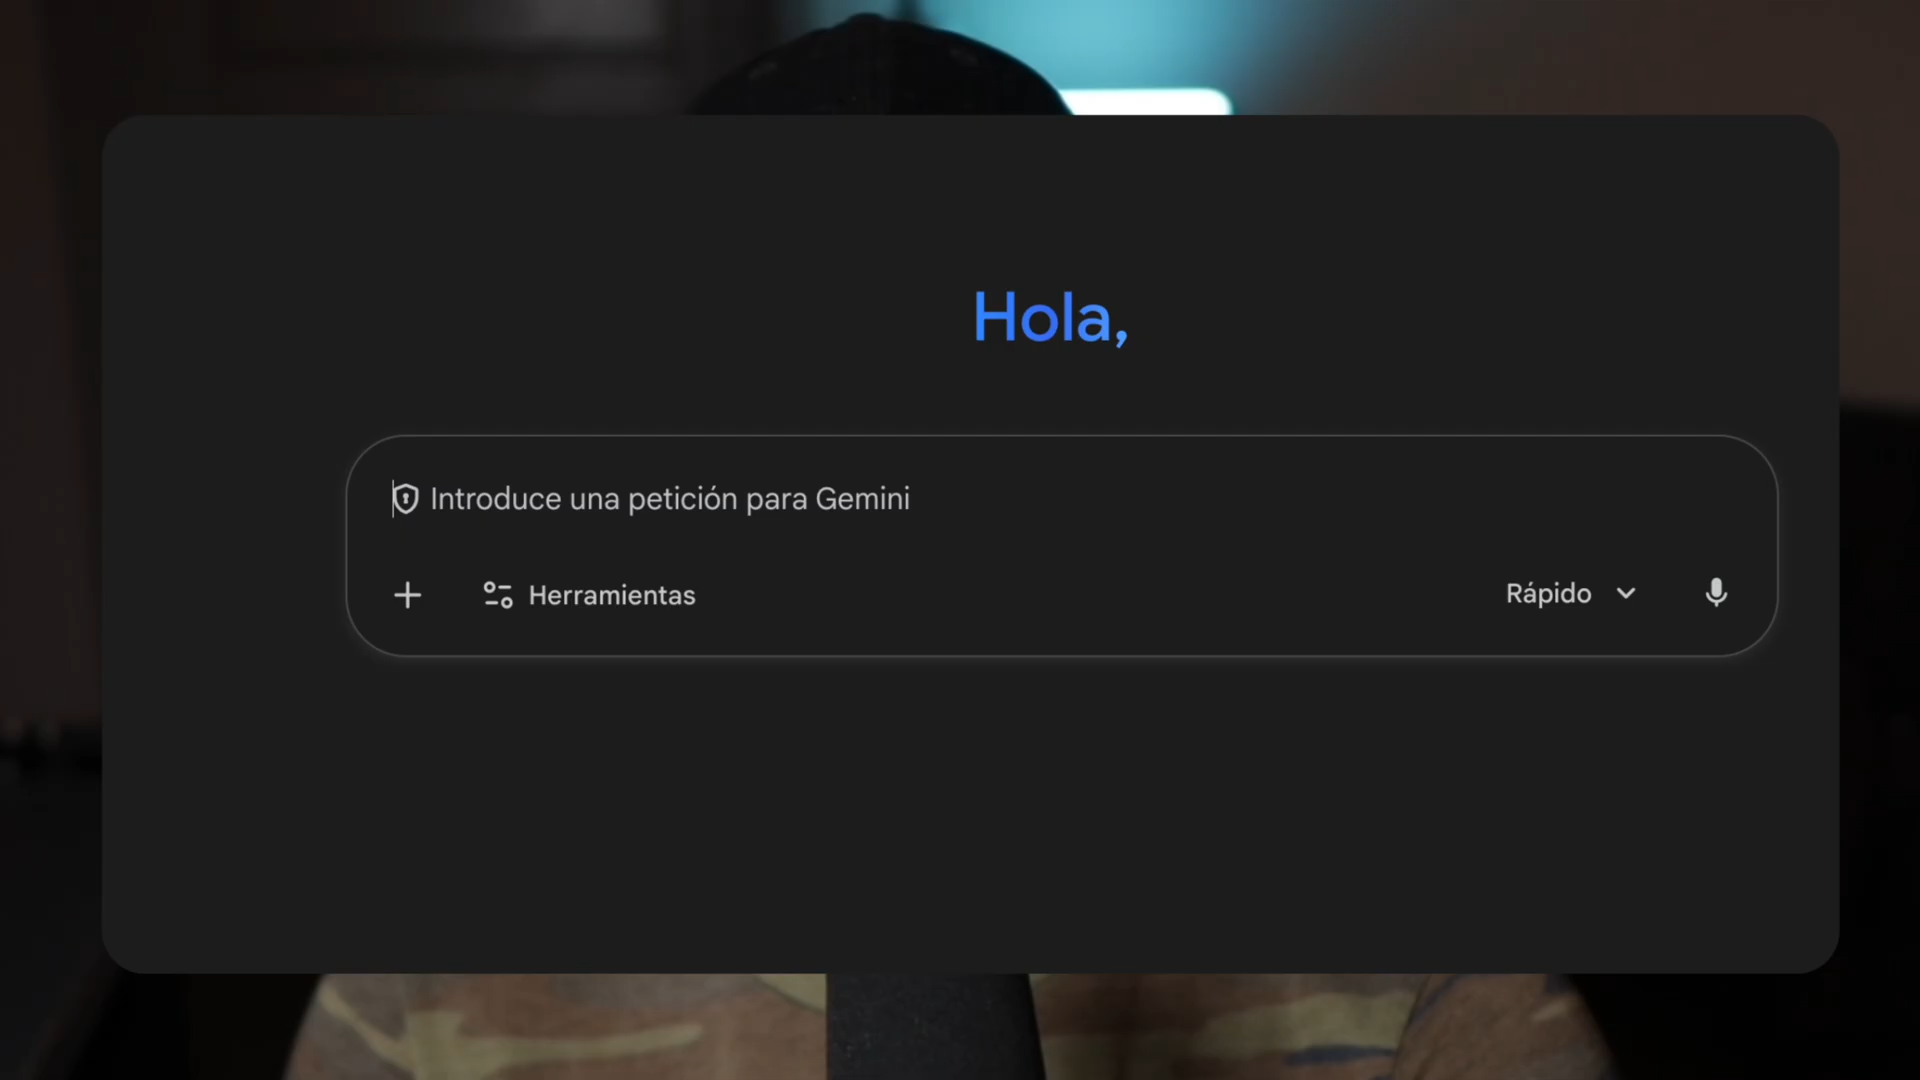 Hola,
Introduce una petición para Gemini
Herramientas
Rápido